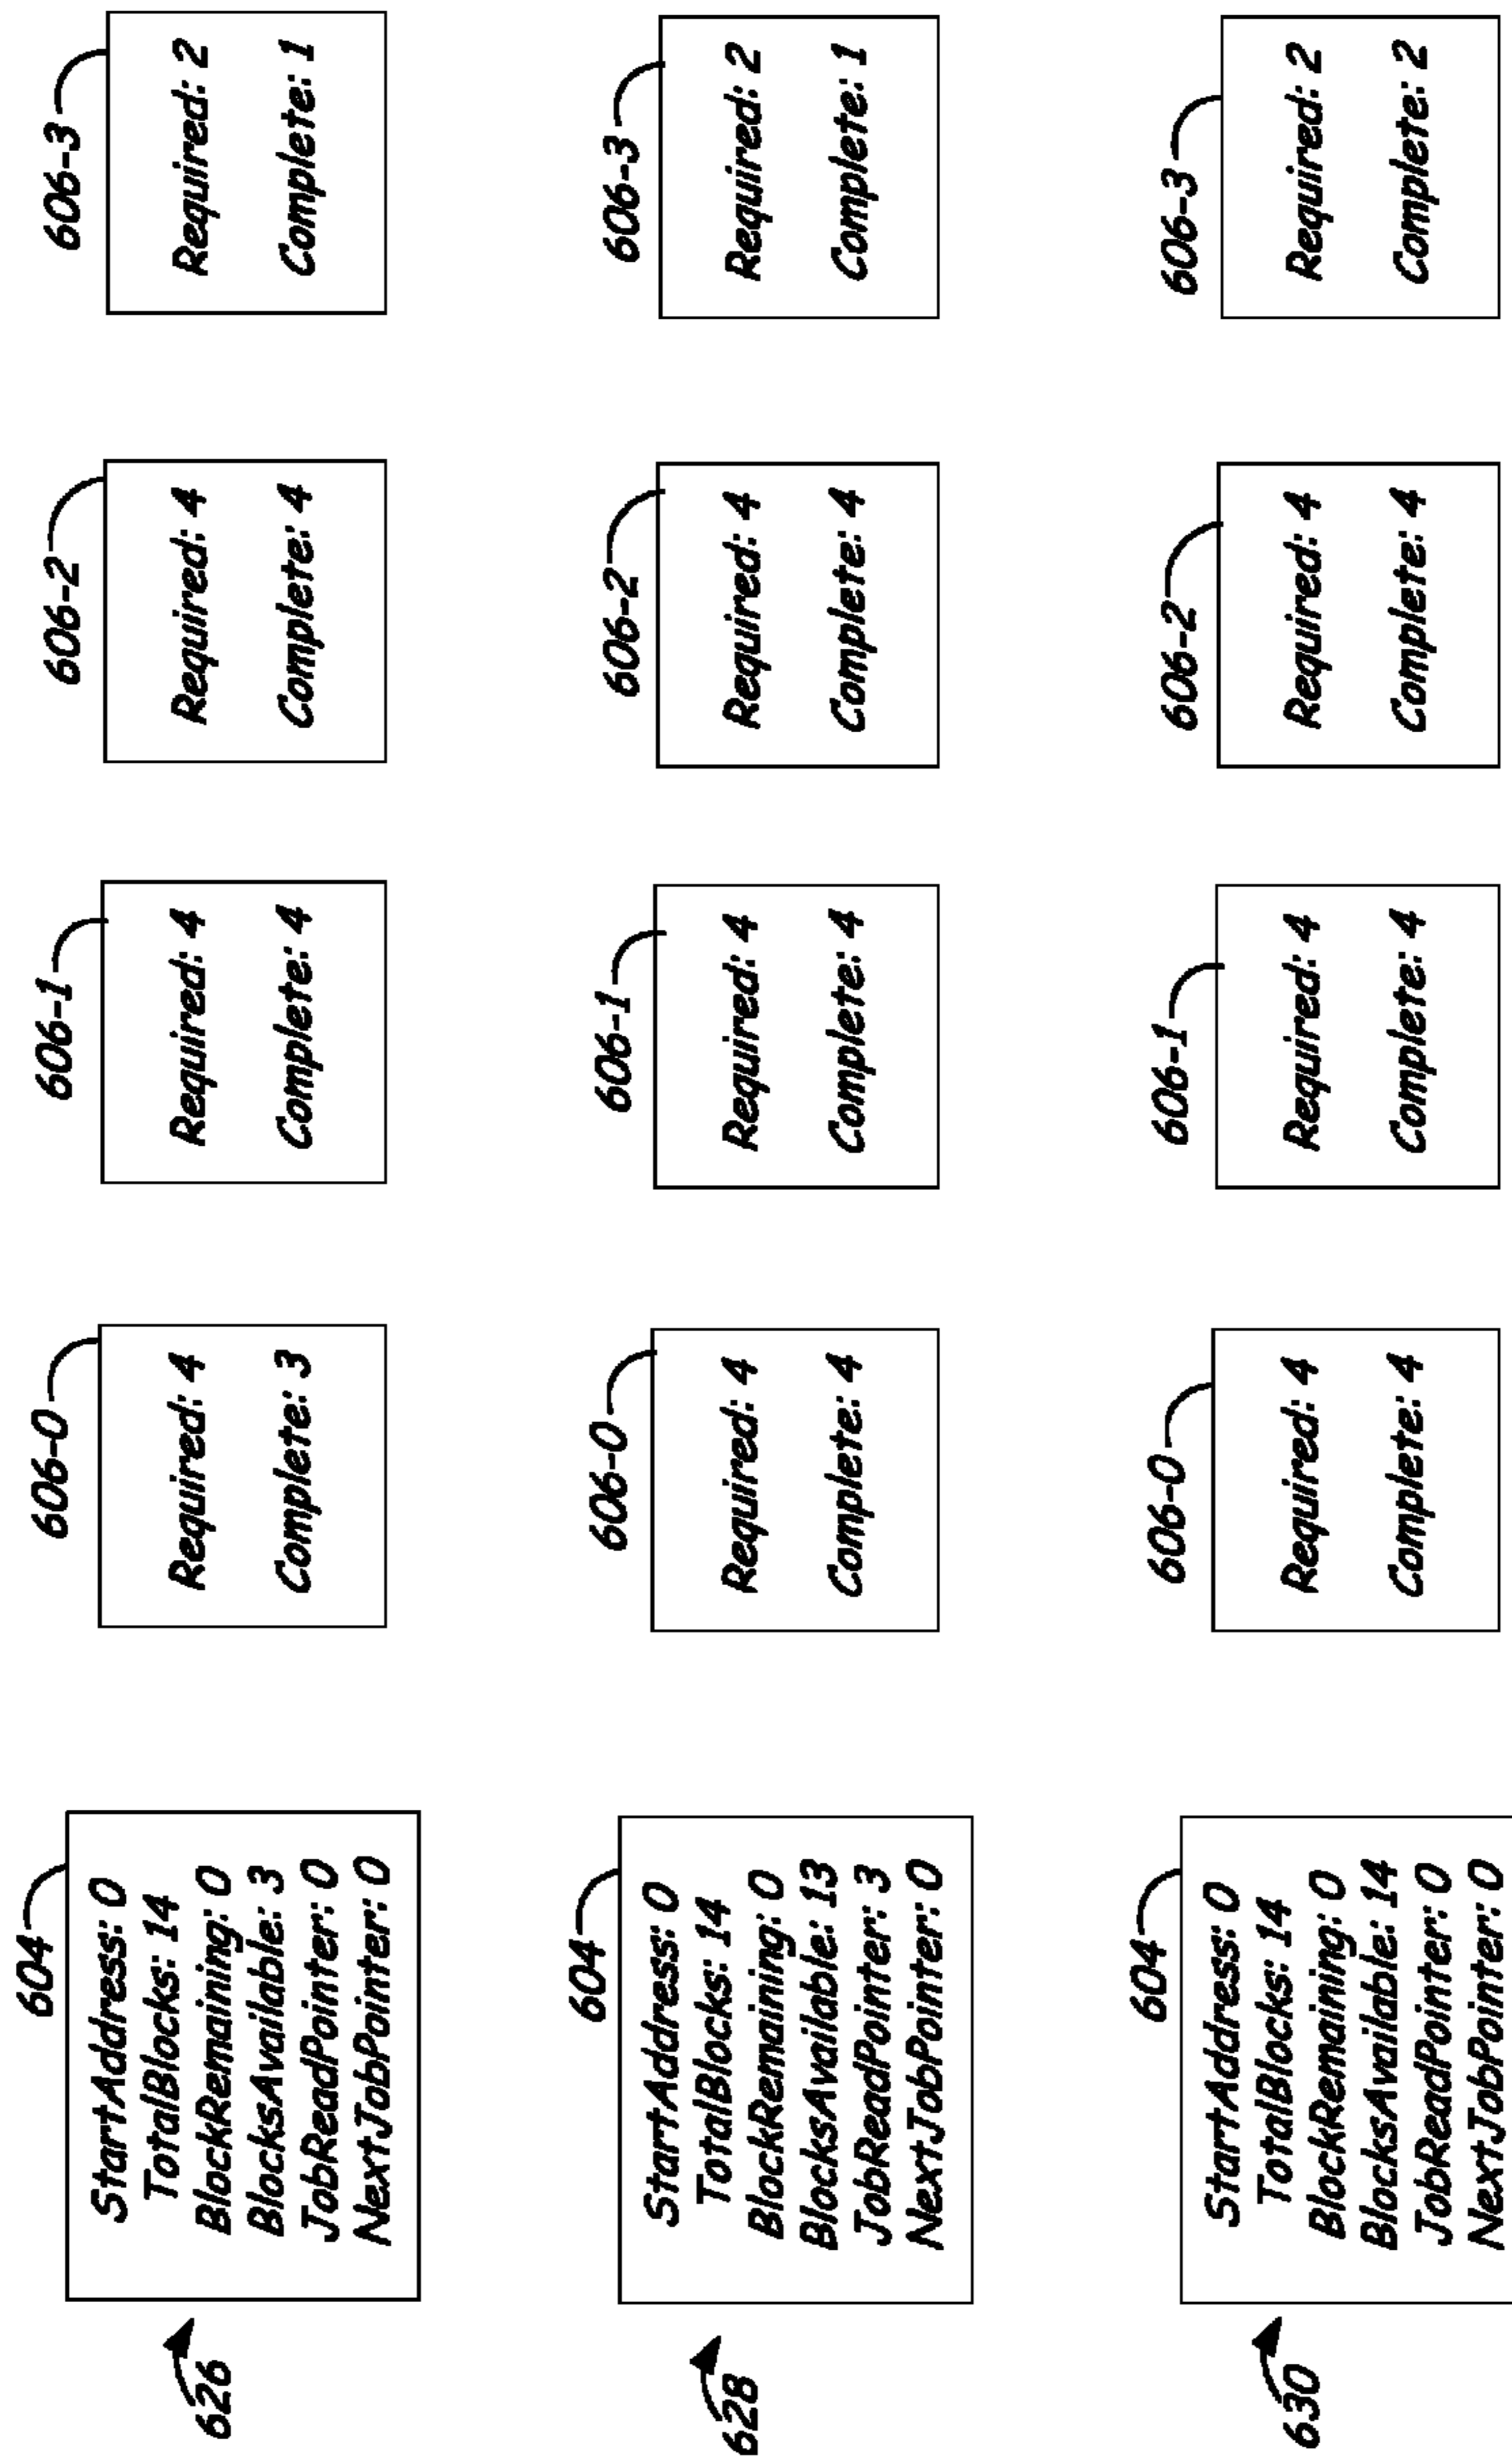 626
604
StartAddress: 0
TotalBlocks: 14
BlockRemaining: 0
BlocksAvailable: 3
JobReadPointer: 0
NextJobPointer: 0
606-0
Required: 4
Complete: 3
606-1
Required: 4
Complete: 4
606-2
Required: 4
Complete: 4
606-3
Required: 2
Complete: 1
628
604
StartAddress: 0
TotalBlocks: 14
BlockRemaining: 0
BlocksAvailable: 13
JobReadPointer: 3
NextJobPointer: 0
606-0
Required: 4
Complete: 4
606-1
Required: 4
Complete: 4
606-2
Required: 4
Complete: 4
606-3
Required: 2
Complete: 1
630
604
StartAddress: 0
TotalBlocks: 14
BlockRemaining: 0
BlocksAvailable: 14
JobReadPointer: 0
NextJobPointer: 0
606-0
Required: 4
Complete: 4
606-1
Required: 4
Complete: 4
606-2
Required: 4
Complete: 4
606-3
Required: 2
Complete: 2